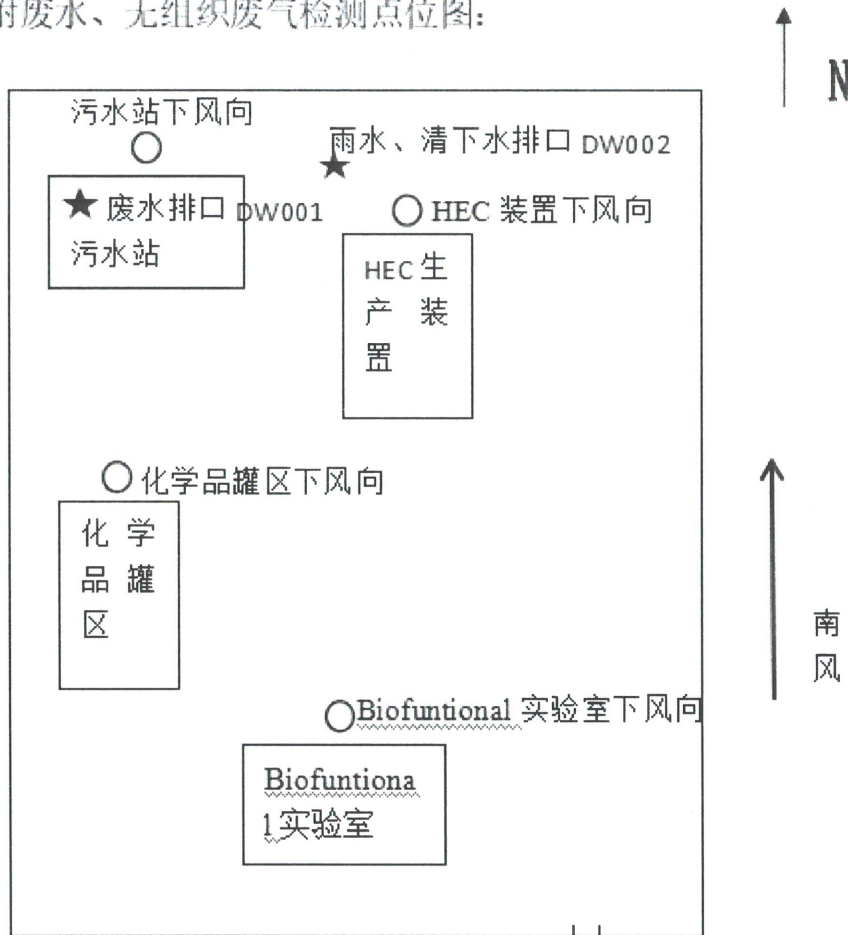 附废水、无组织废气检测点位图：
N
污水站下风向
雨水、清下水排口 DW002
废水排口 DW001
污水站
HEC 装置下风向
HEC 生
产 装
置
化学品罐区下风向
化 学
品 罐
区
南
风
Biofuntional 实验室下风向
Biofuntiona
l实验室